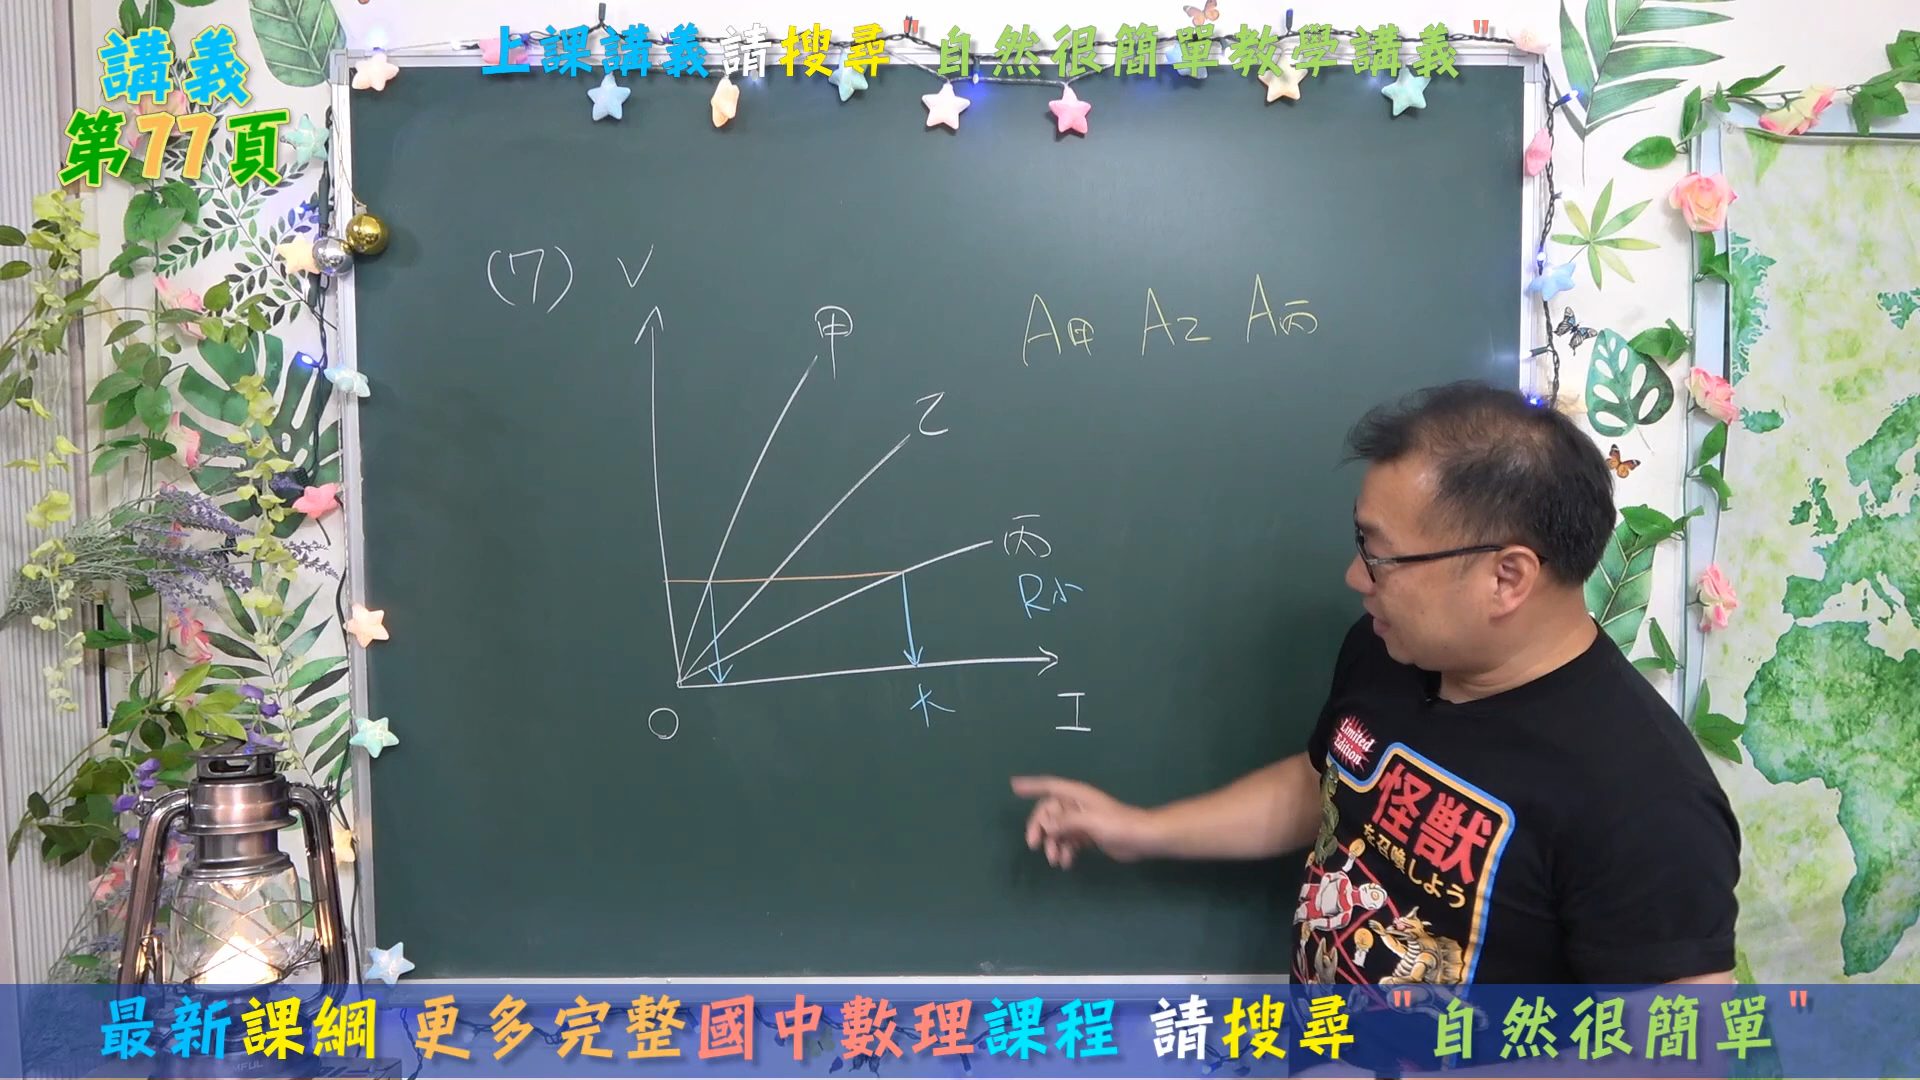 上課講義請搜尋"自然很簡單教學講義"
講義
第77頁
(7) V
甲
A甲 A乙 A丙
乙
丙
R小
大
O
I
Limited
Edition
怪獣
を召喚しよう
最新課綱 更多完整國中數理課程 請搜尋 "自然很簡單"